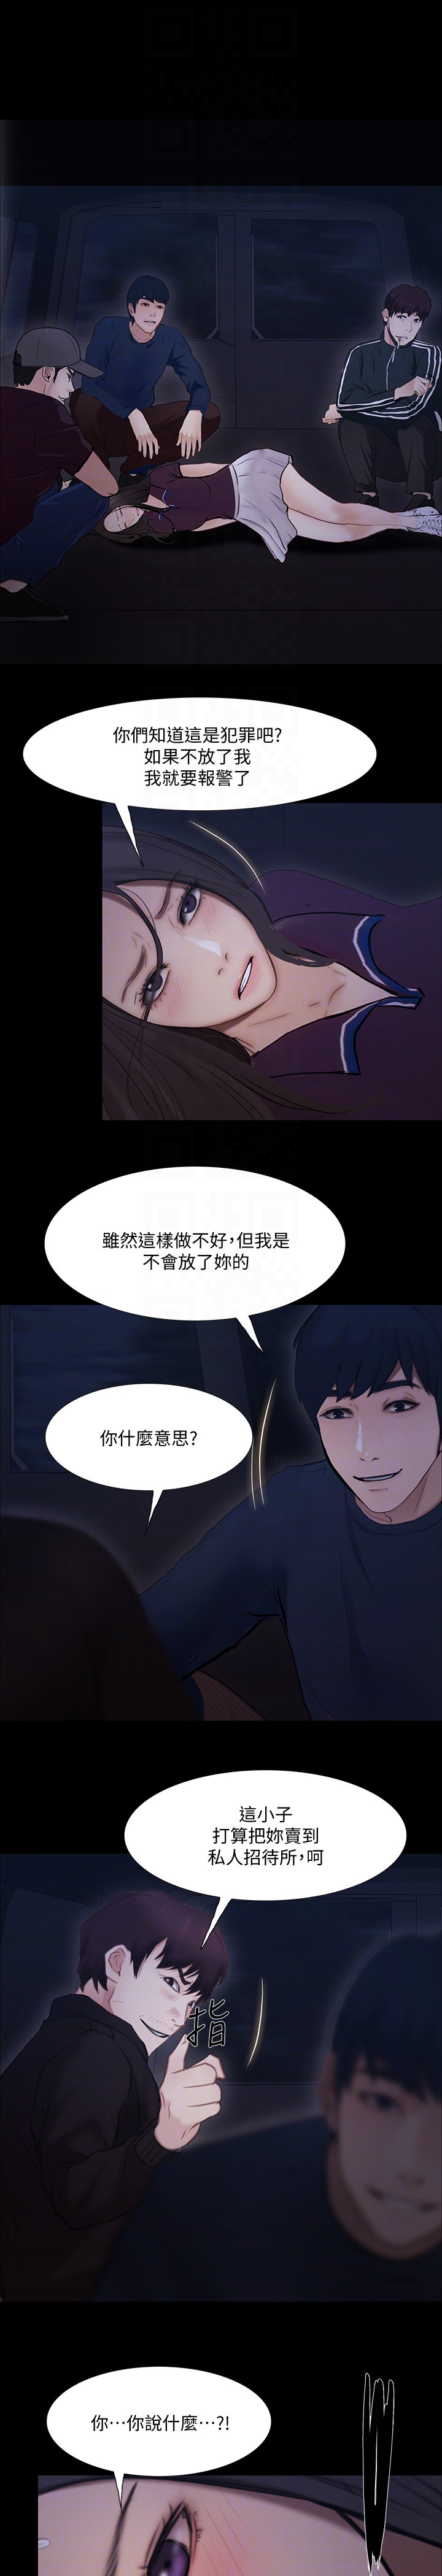 你們知道這是犯罪吧?
如果不放了我
我就要報警了
雖然這樣做不好,但我是
不會放了妳的
你什麼意思?
這小子
打算把妳賣到
私人招待所,呵
指
你…你說什麼…?!